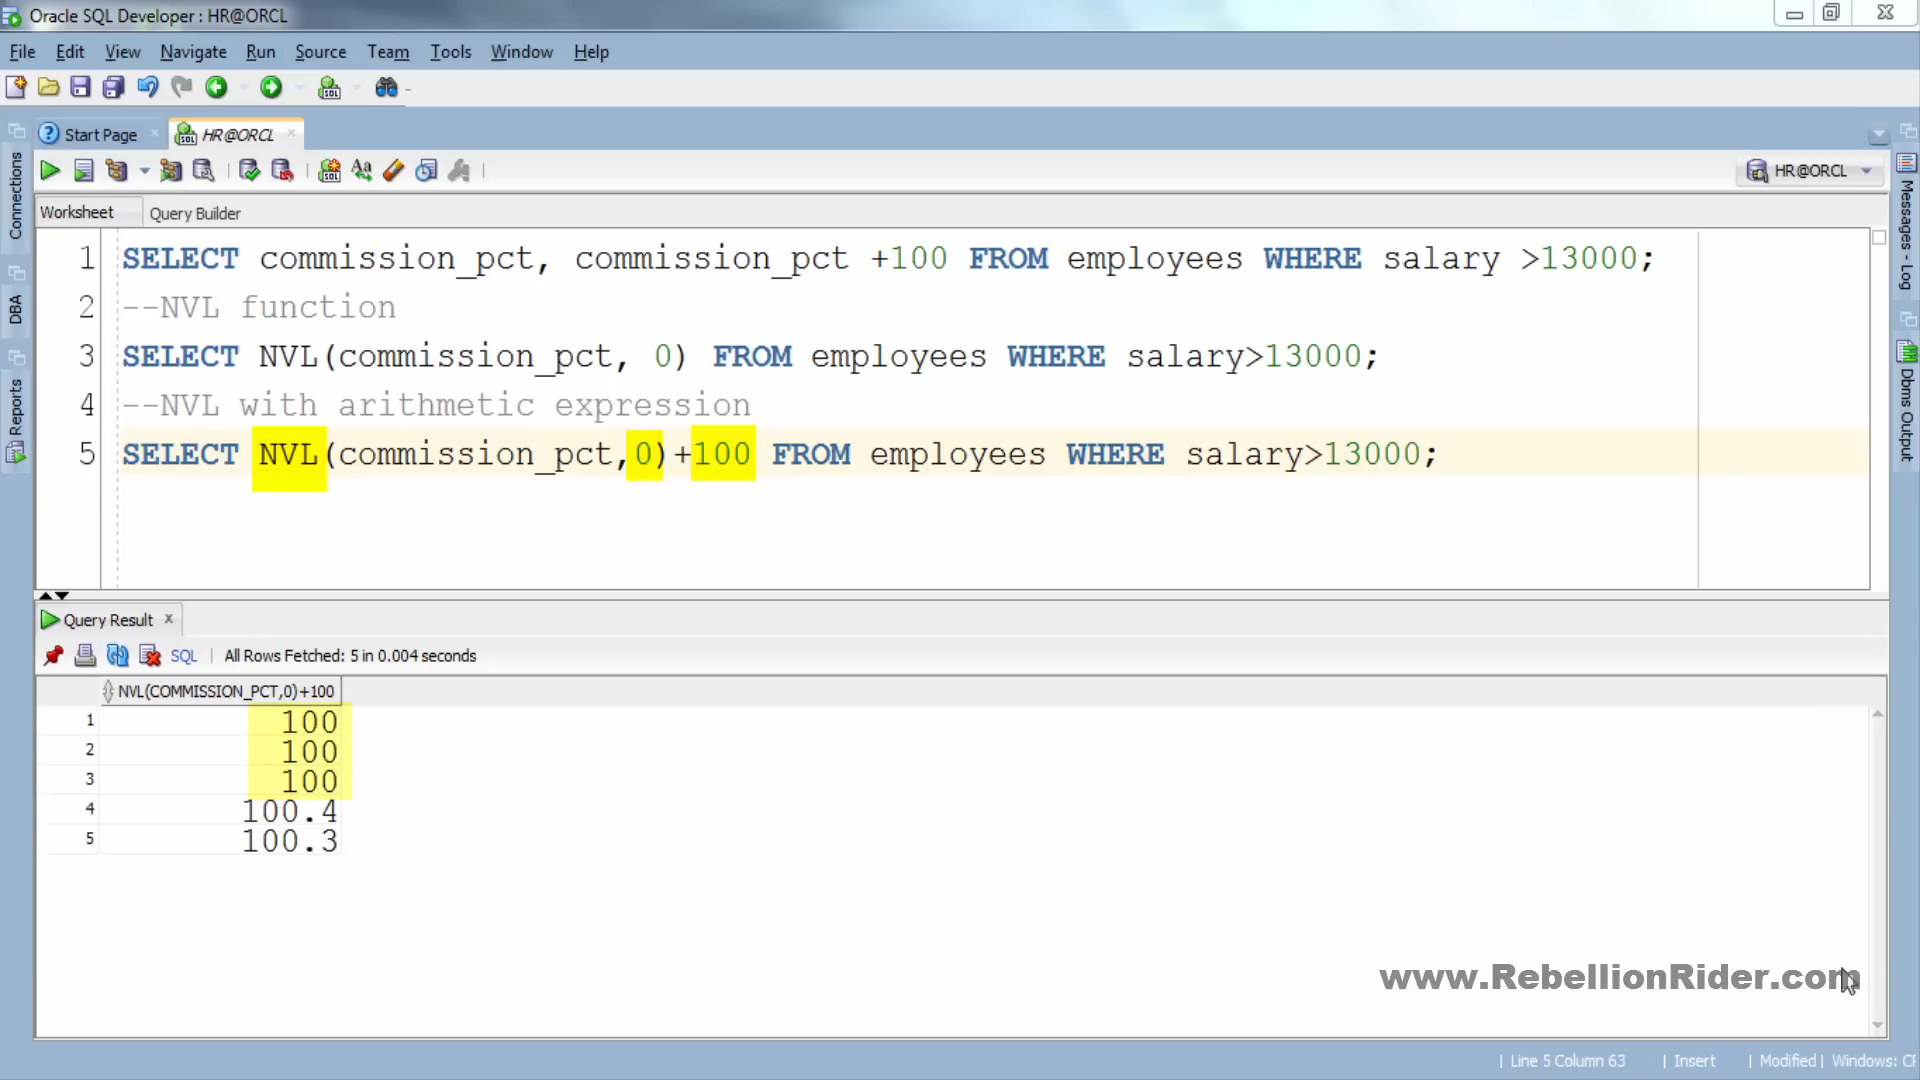 Oracle SQL Developer : HR@ORCL
File Edit View Navigate Run Source Team Tools Window Help
Start Page HR@ORCL
HR@ORCL
Connections
DBA
Reports
Messages - Log
Dbms Output
Worksheet Query Builder
1 SELECT commission_pct, commission_pct +100 FROM employees WHERE salary >13000;
2 --NVL function
3 SELECT NVL(commission_pct, 0) FROM employees WHERE salary>13000;
4 --NVL with arithmetic expression
5 SELECT NVL(commission_pct,0)+100 FROM employees WHERE salary>13000;
Query Result x
SQL | All Rows Fetched: 5 in 0.004 seconds
NVL(COMMISSION_PCT,0)+100
1 100
2 100
3 100
4 100.4
5 100.3
www.RebellionRider.com
| Line 5 Column 63 | Insert | Modified | Windows: